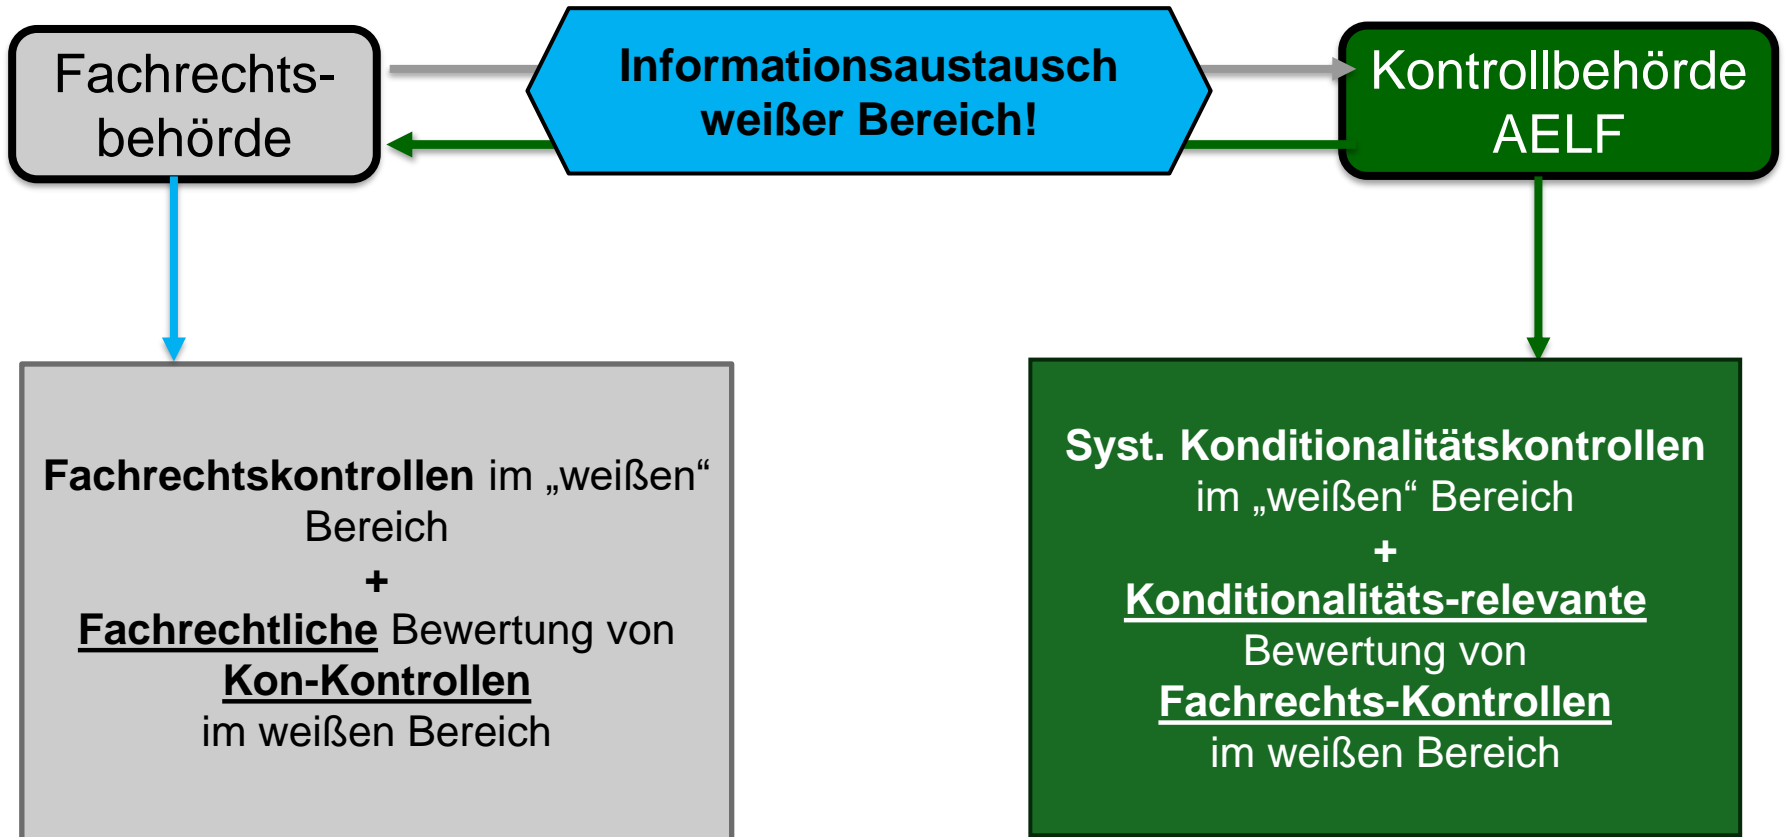 Fachrechts-
behörde
Informationsaustausch
weißer Bereich!
Kontrollbehörde
AELF
Fachrechtskontrollen im „weißen“
Bereich
+
Fachrechtliche Bewertung von
Kon-Kontrollen
im weißen Bereich
Syst. Konditionalitätskontrollen
im „weißen“ Bereich
+
Konditionalitäts-relevante
Bewertung von
Fachrechts-Kontrollen
im weißen Bereich